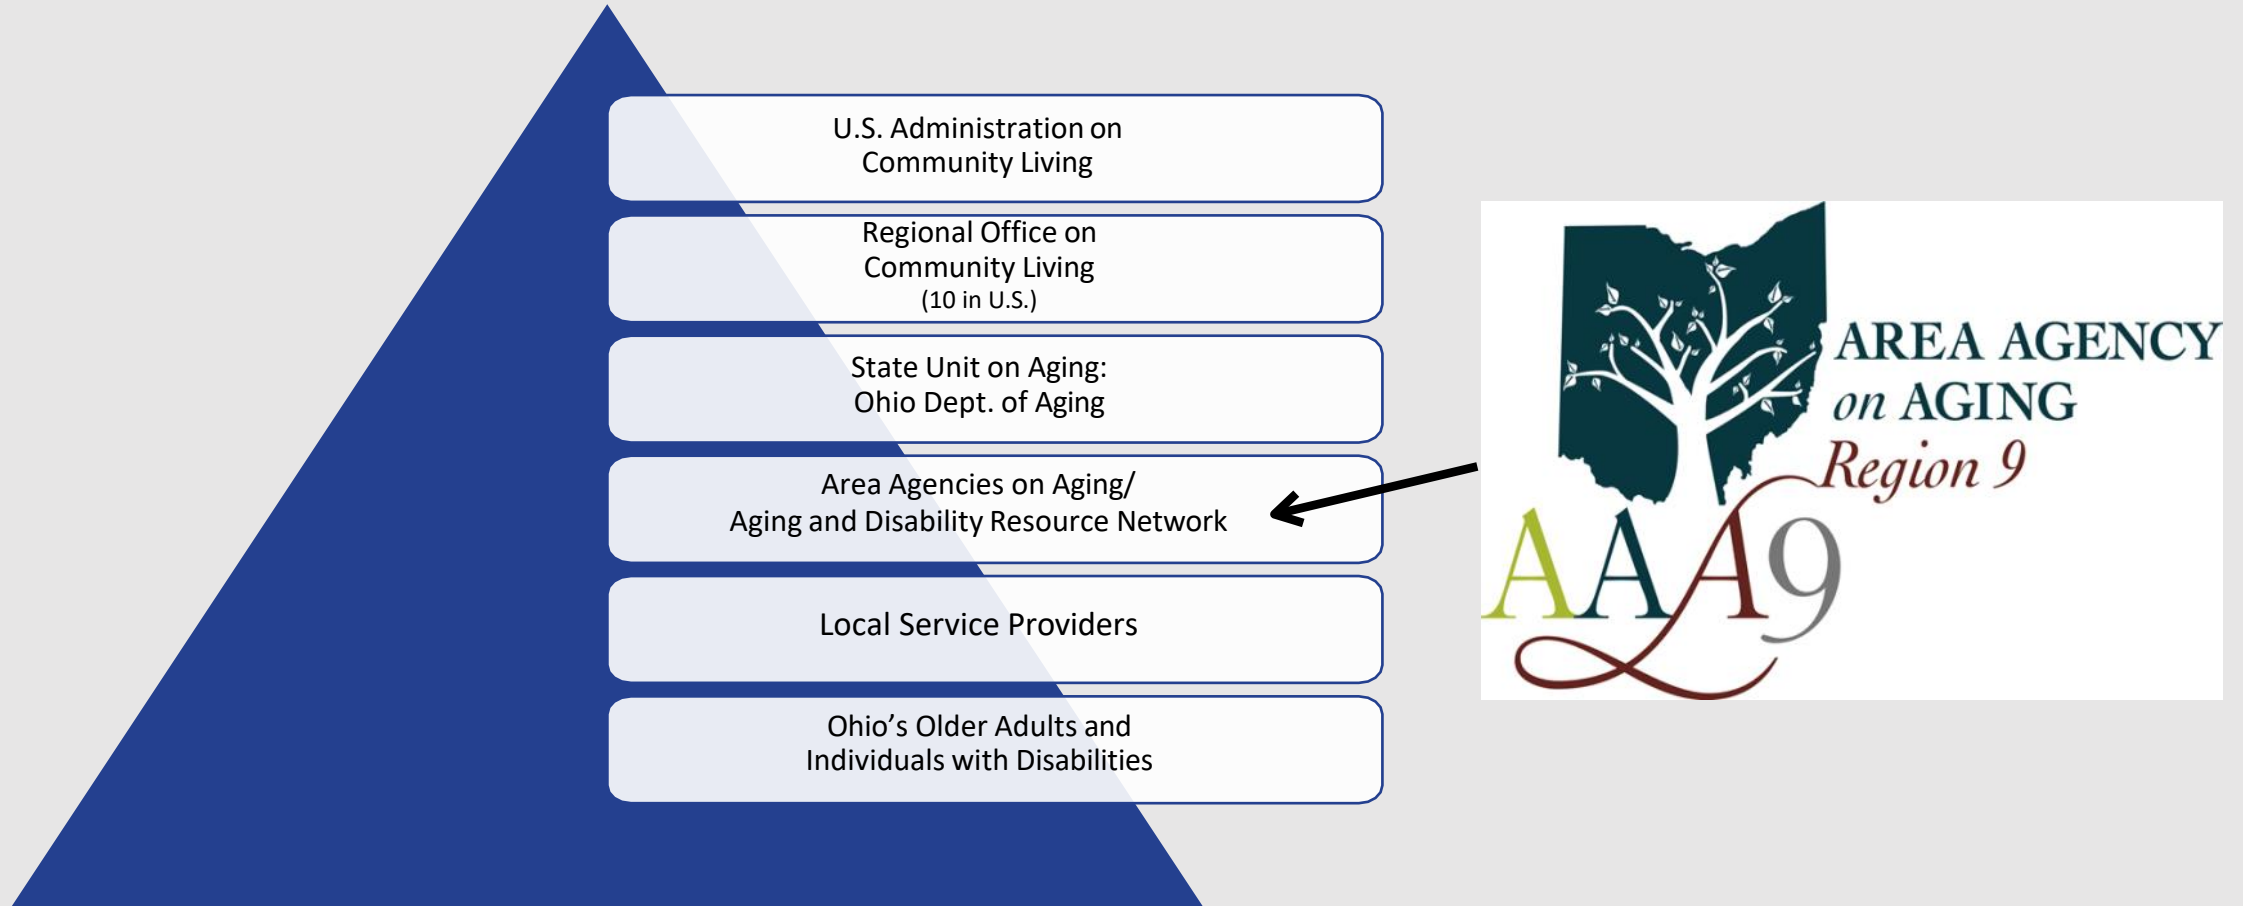 U.S. Administration on
Community Living
Regional Office on
Community Living
(10 in U.S.)
State Unit on Aging:
Ohio Dept. of Aging
Area Agencies on Aging/
Aging and Disability Resource Network
Local Service Providers
Ohio’s Older Adults and
Individuals with Disabilities
AREA AGENCY
on AGING
Region 9
AAA9